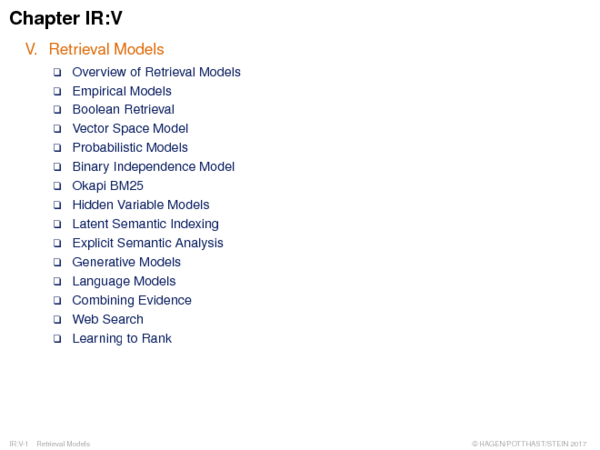 Chapter IR:V
V. Retrieval Models
❑ Overview of Retrieval Models
❑ Empirical Models
❑ Boolean Retrieval
❑ Vector Space Model
❑ Probabilistic Models
❑ Binary Independence Model
❑ Okapi BM25
❑ Hidden Variable Models
❑ Latent Semantic Indexing
❑ Explicit Semantic Analysis
❑ Generative Models
❑ Language Models
❑ Combining Evidence
❑ Web Search
❑ Learning to Rank
IR:V-1 Retrieval Models © HAGEN/POTTHAST/STEIN 2017